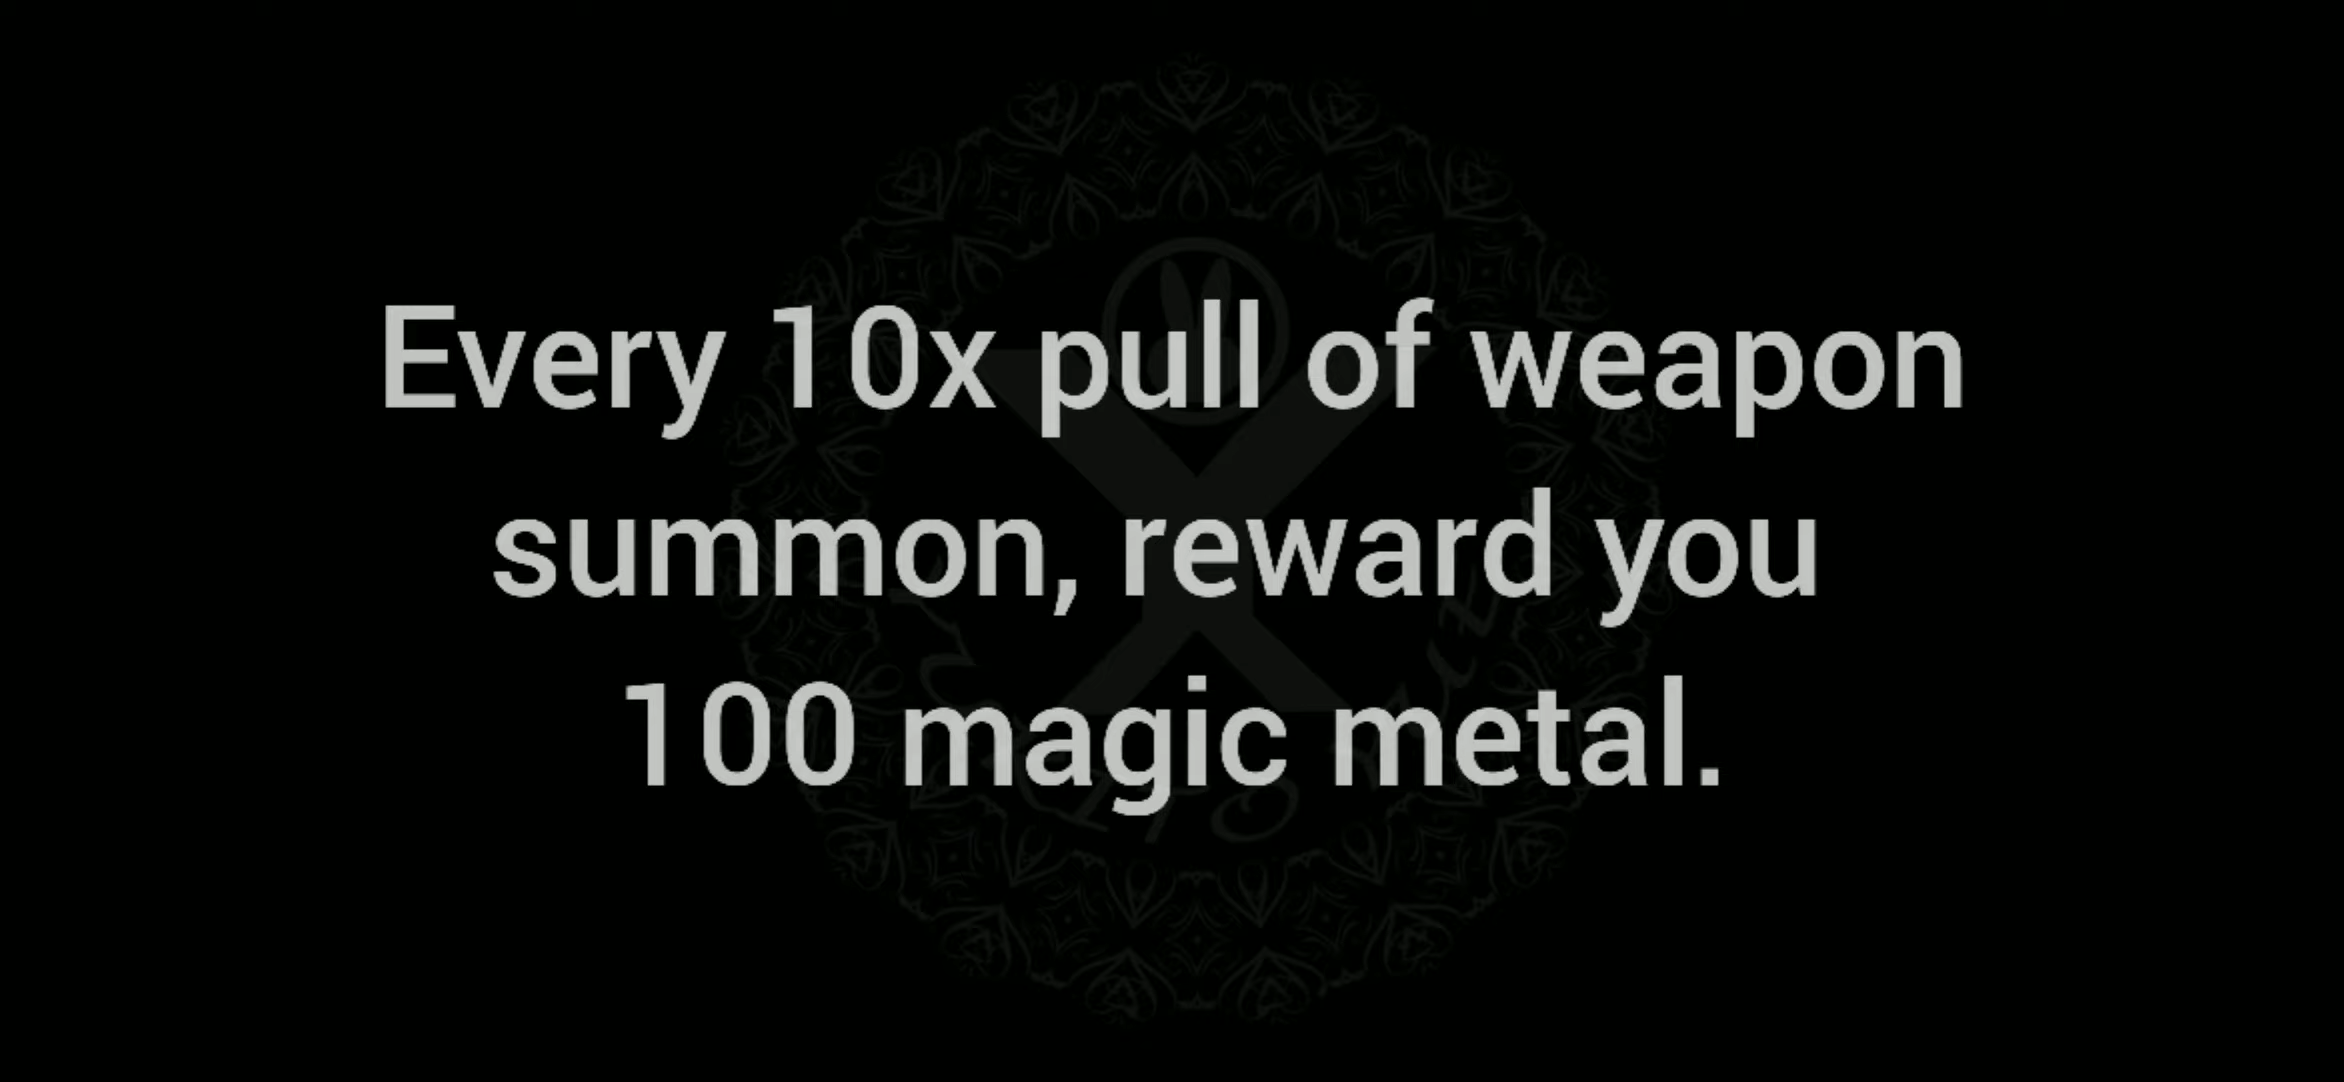 Every 10x pull of weapon
summon, reward you
100 magic metal.